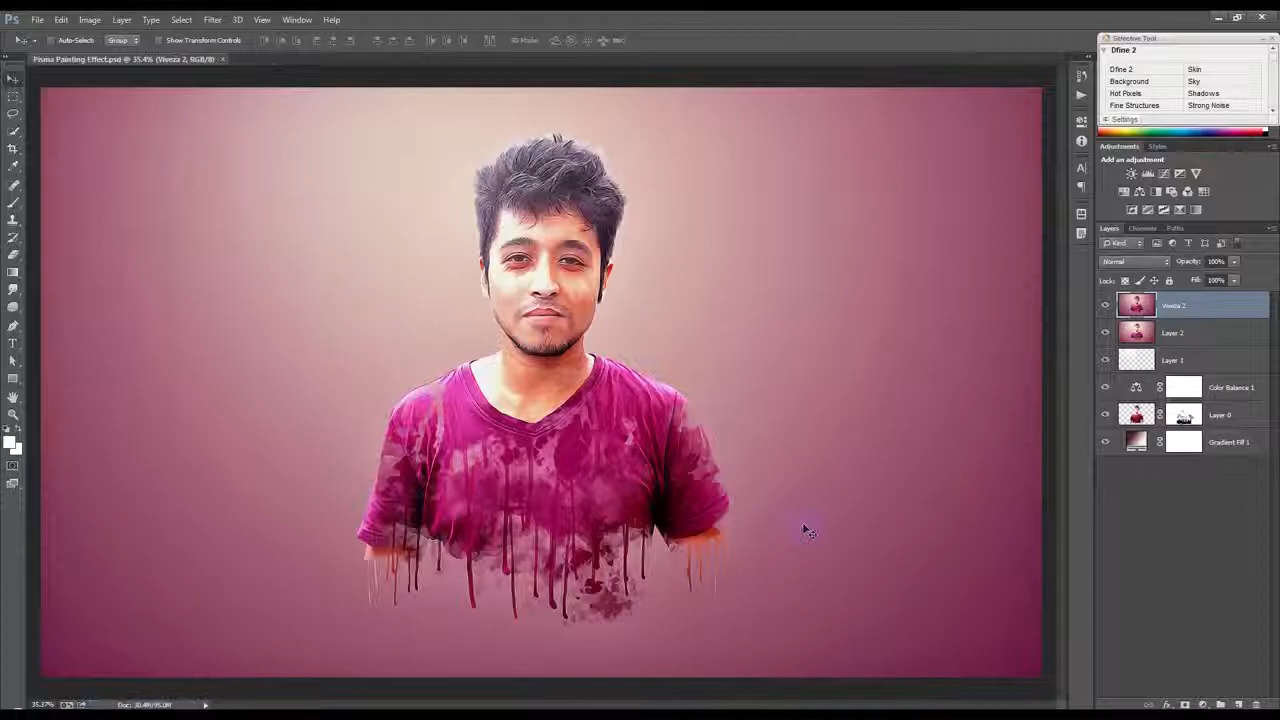 Ps File Edit Image Layer Type Select Filter 3D View Window Help
Auto-Select: Group Show Transform Controls 3D Mode:
Pisma Painting Effect.psd @ 35.4% (Viveza 2, RGB/8) ×
Selective Tool
Dfine 2
Dfine 2 Skin
Background Sky
Hot Pixels Shadows
Fine Structures Strong Noise
Settings
Adjustments Styles
Add an adjustment
Layers Channels Paths
Kind
Normal Opacity: 100%
Lock: Fill: 100%
Viveza 2
Layer 2
Layer 1
Color Balance 1
Layer 0
Gradient Fill 1
35.37% Doc: 30.4M/95.0M